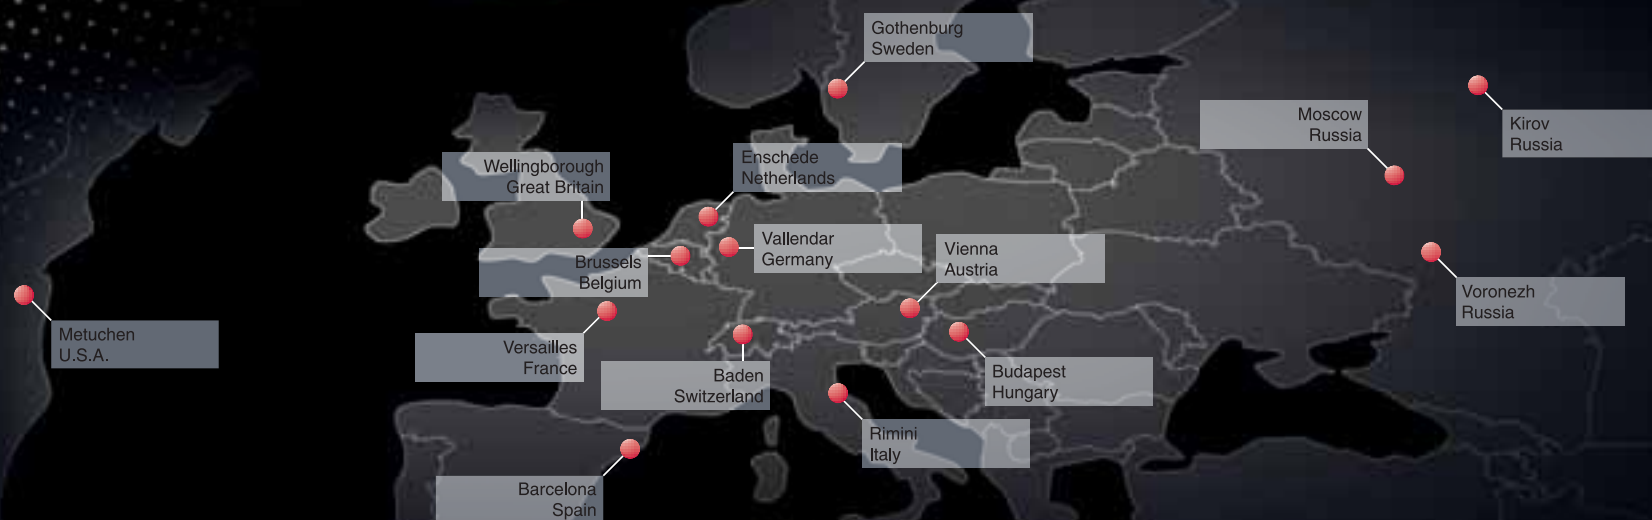 Gothenburg
Sweden
Moscow
Russia
Kirov
Russia
Wellingborough
Great Britain
Enschede
Netherlands
Vallendar
Germany
Vienna
Austria
Brussels
Belgium
Voronezh
Russia
Metuchen
U.S.A.
Versailles
France
Baden
Switzerland
Budapest
Hungary
Rimini
Italy
Barcelona
Spain